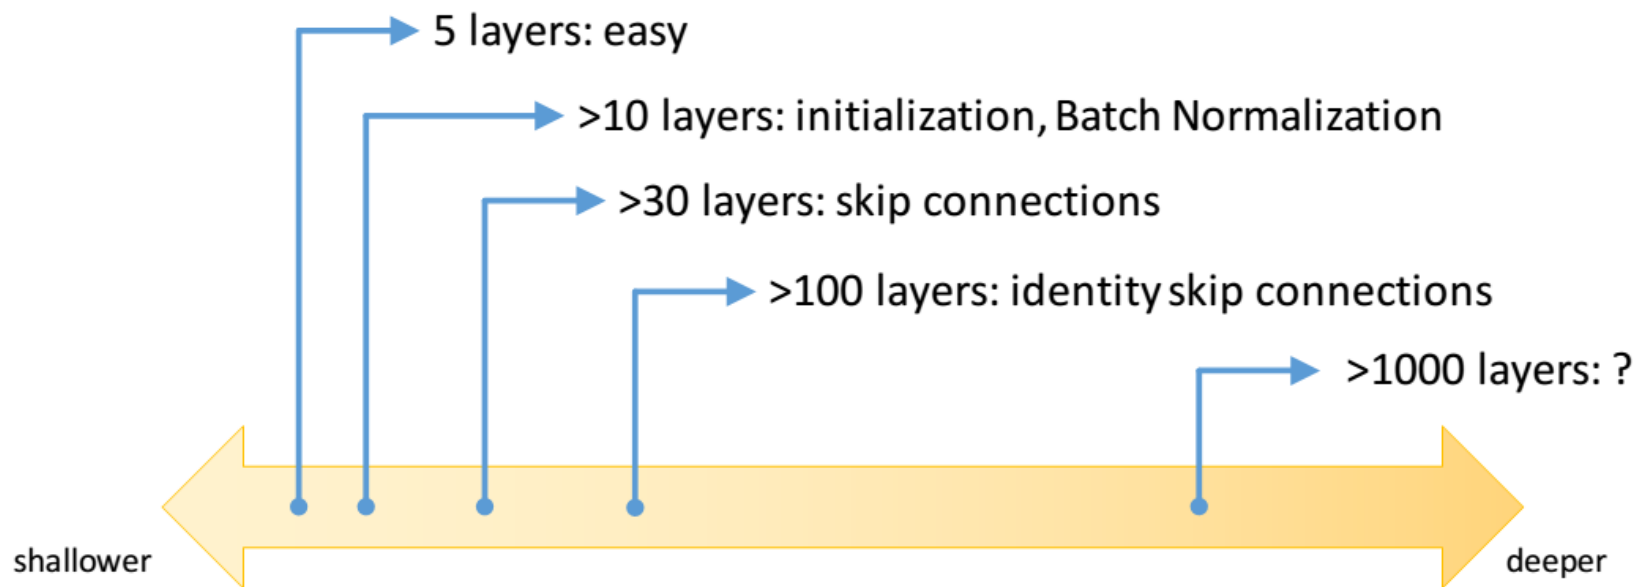 5 layers: easy
>10 layers: initialization, Batch Normalization
>30 layers: skip connections
>100 layers: identity skip connections
>1000 layers: ?
shallower
deeper